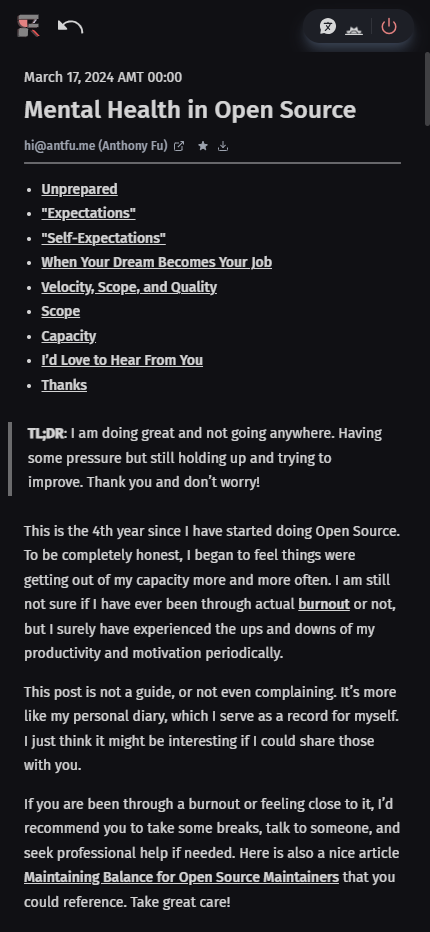 March 17, 2024 AMT 00:00
Mental Health in Open Source
hi@antfu.me (Anthony Fu)
Unprepared
"Expectations"
"Self-Expectations"
When Your Dream Becomes Your Job
Velocity, Scope, and Quality
Scope
Capacity
I’d Love to Hear From You
Thanks
TL;DR: I am doing great and not going anywhere. Having
some pressure but still holding up and trying to
improve. Thank you and don’t worry!
This is the 4th year since I have started doing Open Source.
To be completely honest, I began to feel things were
getting out of my capacity more and more often. I am still
not sure if I have ever been through actual burnout or not,
but I surely have experienced the ups and downs of my
productivity and motivation periodically.
This post is not a guide, or not even complaining. It’s more
like my personal diary, which I serve as a record for myself.
I just think it might be interesting if I could share those
with you.
If you are been through a burnout or feeling close to it, I’d
recommend you to take some breaks, talk to someone, and
seek professional help if needed. Here is also a nice article
Maintaining Balance for Open Source Maintainers that you
could reference. Take great care!